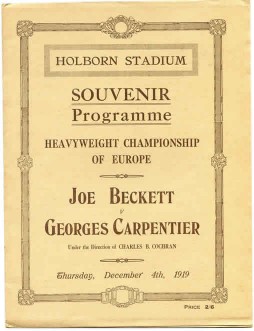 HOLBORN STADIUM
SOUVENIR
Programme
HEAVYWEIGHT CHAMPIONSHIP
OF EUROPE
JOE BECKETT
V
GEORGES CARPENTIER
Under the Direction of CHARLES B. COCHRAN
Thursday, December 4th, 1919
PRICE 2/6